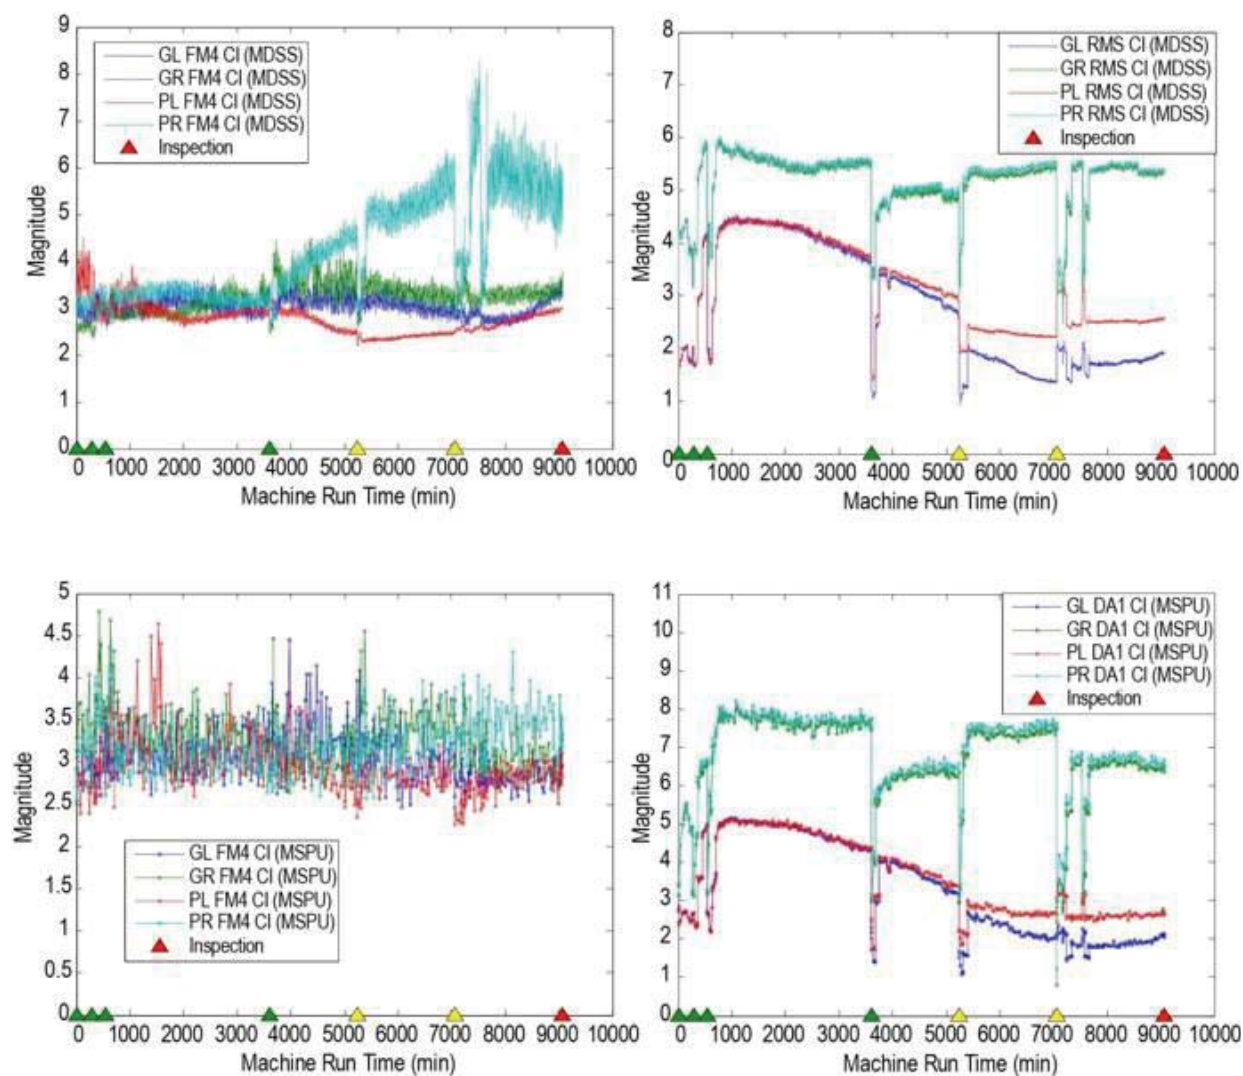 9
8
7
6
5
4
3
2
1
0
Magnitude
GL FM4 CI (MDSS)
GR FM4 CI (MDSS)
PL FM4 CI (MDSS)
PR FM4 CI (MDSS)
Inspection
0 1000 2000 3000 4000 5000 6000 7000 8000 9000 10000
Machine Run Time (min)
8
7
6
5
4
3
2
1
0
Magnitude
GL RMS CI (MDSS)
GR RMS CI (MDSS)
PL RMS CI (MDSS)
PR RMS CI (MDSS)
Inspection
0 1000 2000 3000 4000 5000 6000 7000 8000 9000 10000
Machine Run Time (min)
5
4.5
4
3.5
3
2.5
2
1.5
1
0.5
0
Magnitude
GL FM4 CI (MSPU)
GR FM4 CI (MSPU)
PL FM4 CI (MSPU)
PR FM4 CI (MSPU)
Inspection
0 1000 2000 3000 4000 5000 6000 7000 8000 9000 10000
Machine Run Time (min)
11
10
9
8
7
6
5
4
3
2
1
0
Magnitude
GL DA1 CI (MSPU)
GR DA1 CI (MSPU)
PL DA1 CI (MSPU)
PR DA1 CI (MSPU)
Inspection
0 1000 2000 3000 4000 5000 6000 7000 8000 9000 10000
Machine Run Time (min)